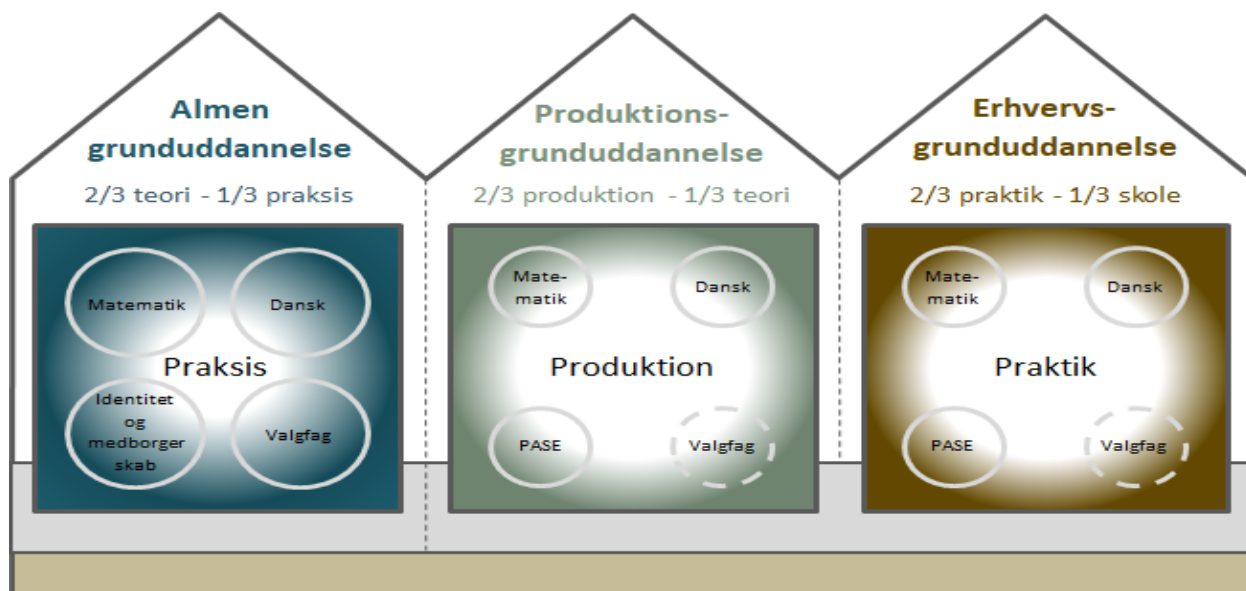 Almen
grunduddannelse
2/3 teori - 1/3 praksis
Matematik
Dansk
Praksis
Identitet
og
medborger
skab
Valgfag
Produktions-
grunduddannelse
2/3 produktion - 1/3 teori
Mate-
matik
Dansk
Produktion
PASE
Valgfag
Erhvervs-
grunduddannelse
2/3 praktik - 1/3 skole
Mate-
matik
Dansk
Praktik
PASE
Valgfag